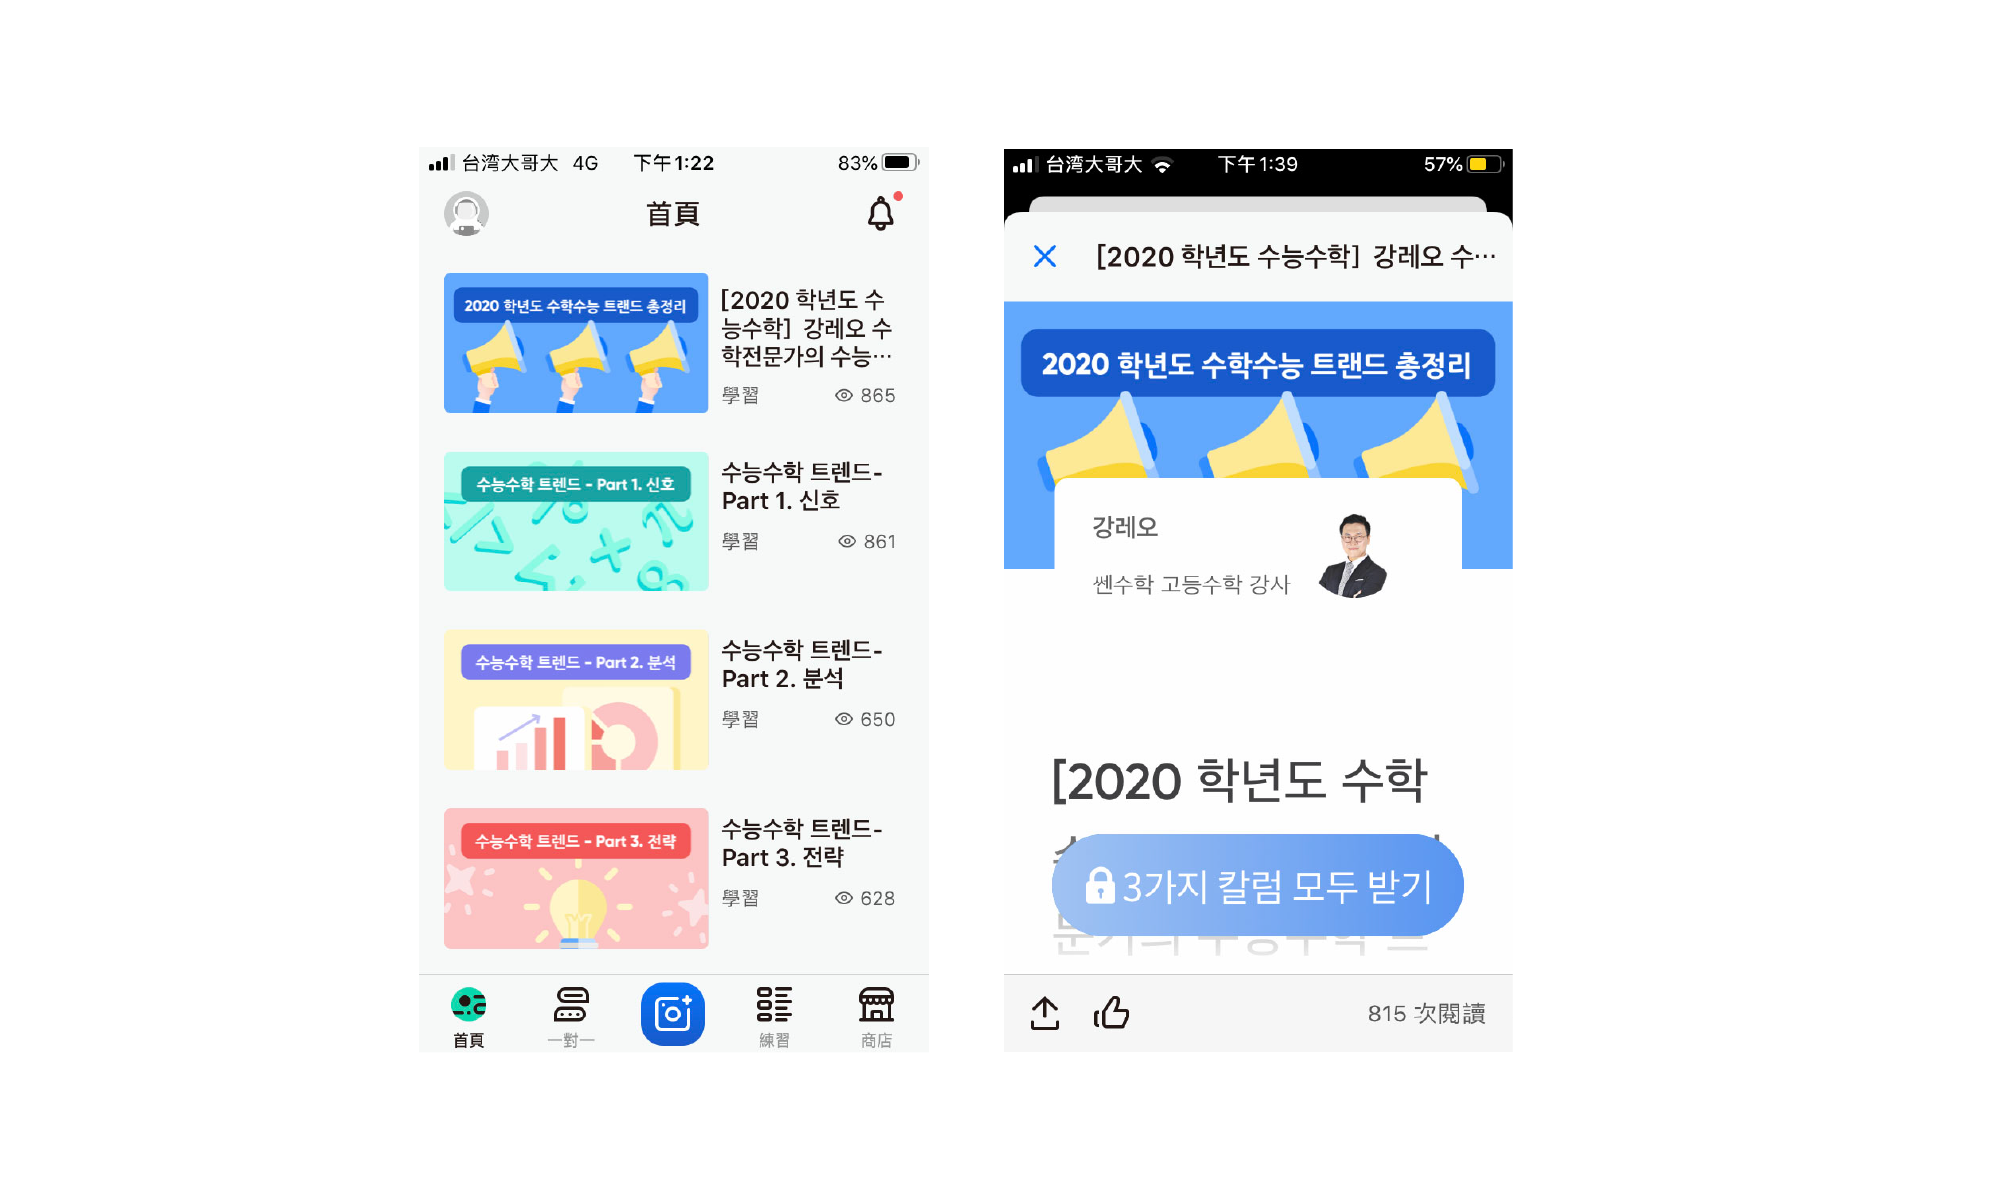 台湾大哥大 4G 下午1:22 83%
首頁
2020 학년도 수학수능 트랜드 총정리
[2020 학년도 수
능수학] 강레오 수
학전문가의 수능···
學習 865
수능수학 트렌드 - Part 1. 신호
수능수학 트렌드-
Part 1. 신호
學習 861
수능수학 트렌드 - Part 2. 분석
수능수학 트렌드-
Part 2. 분석
學習 650
수능수학 트렌드 - Part 3. 전략
수능수학 트렌드-
Part 3. 전략
學習 628
首頁 一對一 練習 商店
台湾大哥大 下午1:39 57%
[2020 학년도 수능수학] 강레오 수···
2020 학년도 수학수능 트랜드 총정리
강레오
쎈수학 고등수학 강사
[2020 학년도 수학
3가지 칼럼 모두 받기
815 次閱讀